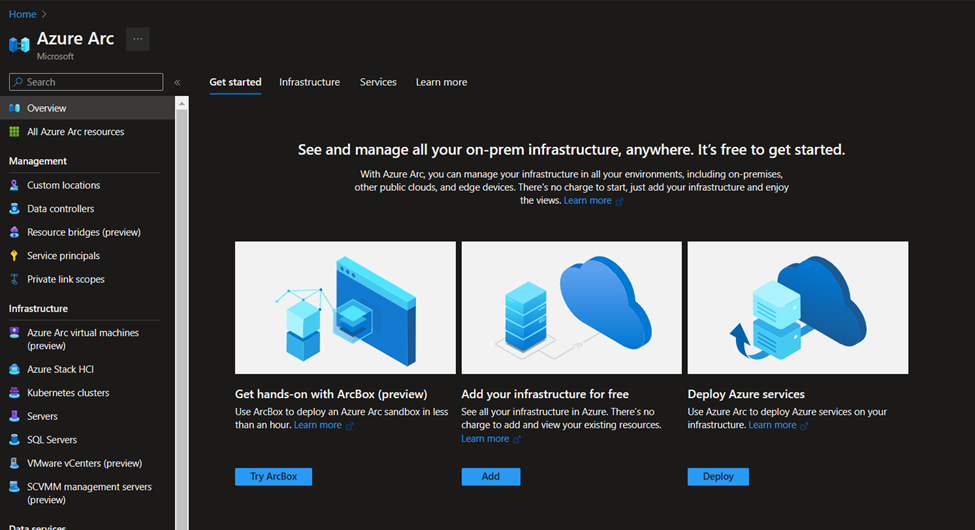 Home >
Azure Arc ...
Microsoft
Search
«
Get started Infrastructure Services Learn more
Overview
All Azure Arc resources
Management
Custom locations
Data controllers
Resource bridges (preview)
Service principals
Private link scopes
Infrastructure
Azure Arc virtual machines
(preview)
Azure Stack HCI
Kubernetes clusters
Servers
SQL Servers
VMware vCenters (preview)
SCVMM management servers
(preview)
Data services
See and manage all your on-prem infrastructure, anywhere. It's free to get started.
With Azure Arc, you can manage your infrastructure in all your environments, including on-premises,
other public clouds, and edge devices. There's no charge to start, just add your infrastructure and enjoy
the views. Learn more
Get hands-on with ArcBox (preview)
Use ArcBox to deploy an Azure Arc sandbox in less
than an hour. Learn more
Try ArcBox
Add your infrastructure for free
See all your infrastructure in Azure. There's no
charge to add and view your existing resources.
Learn more
Add
Deploy Azure services
Use Azure Arc to deploy Azure services on your
infrastructure. Learn more
Deploy